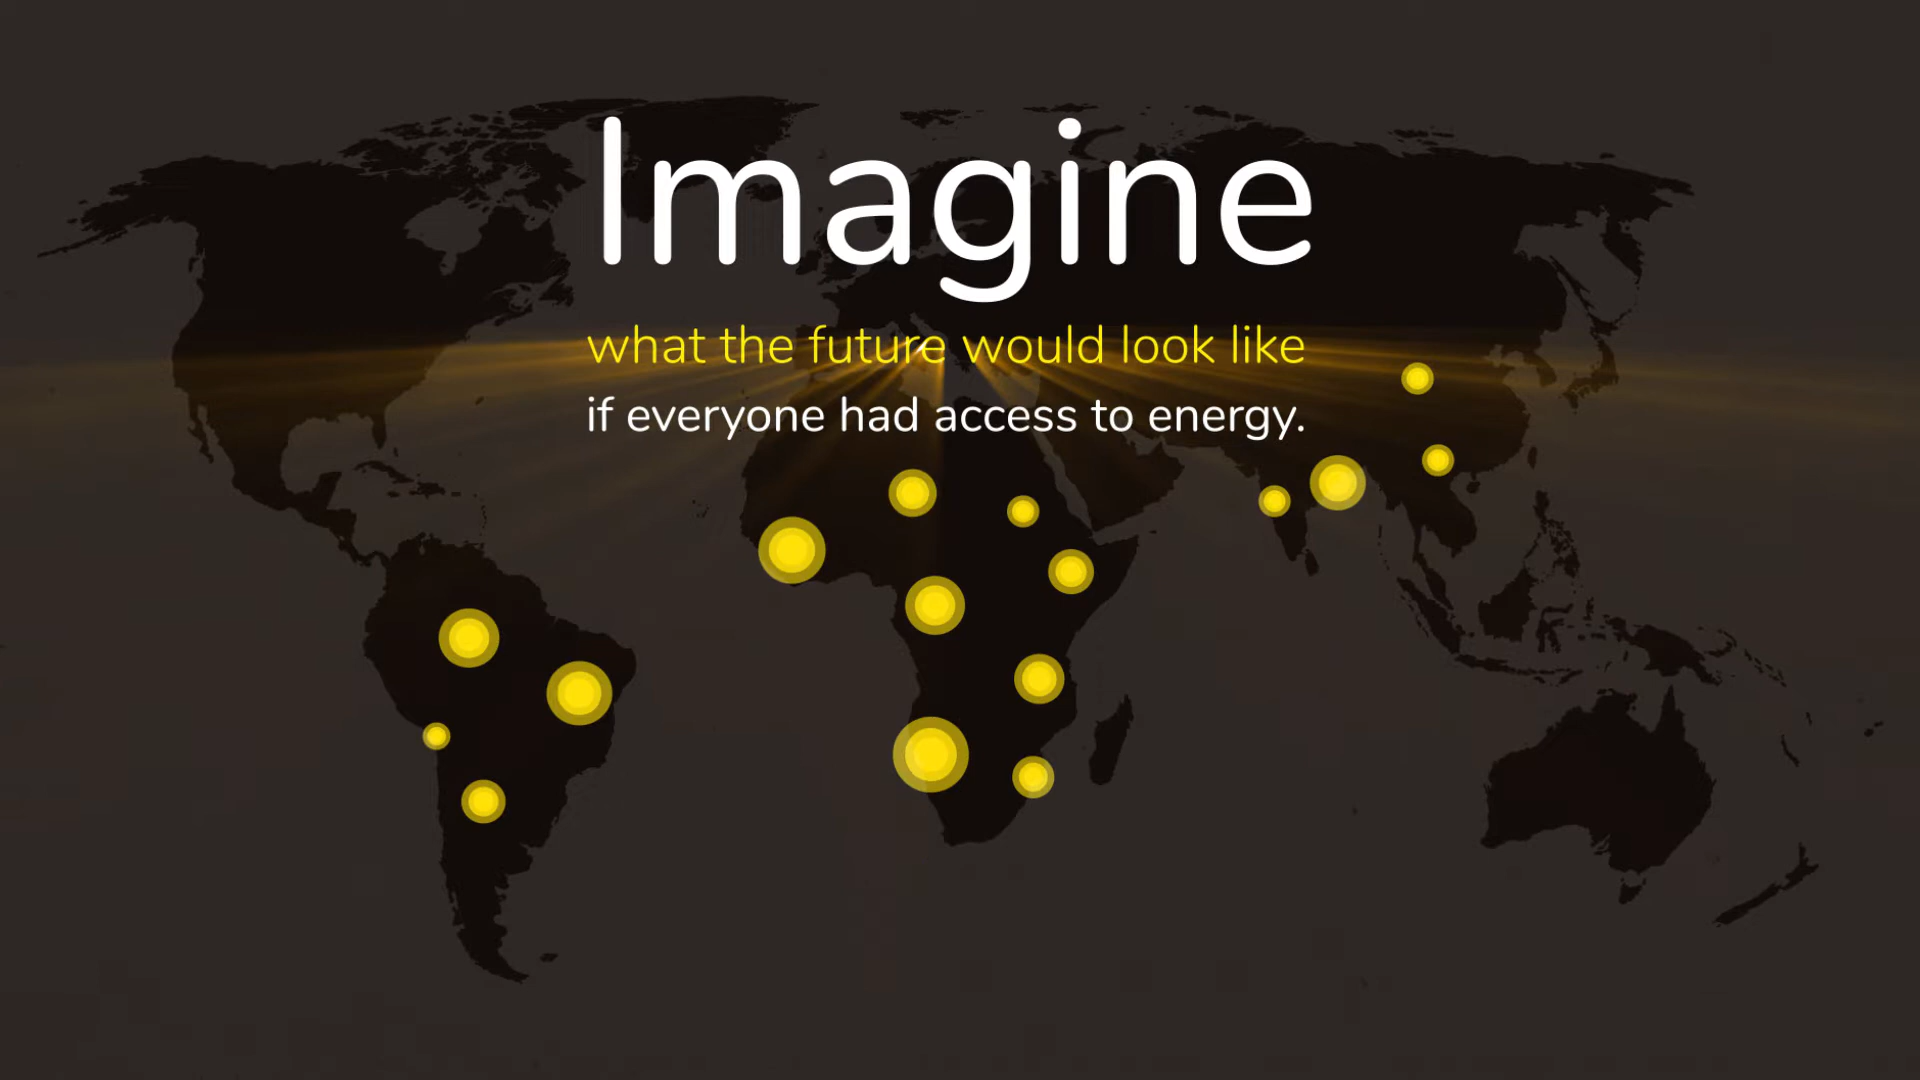 Imagine
what the future would look like
if everyone had access to energy.